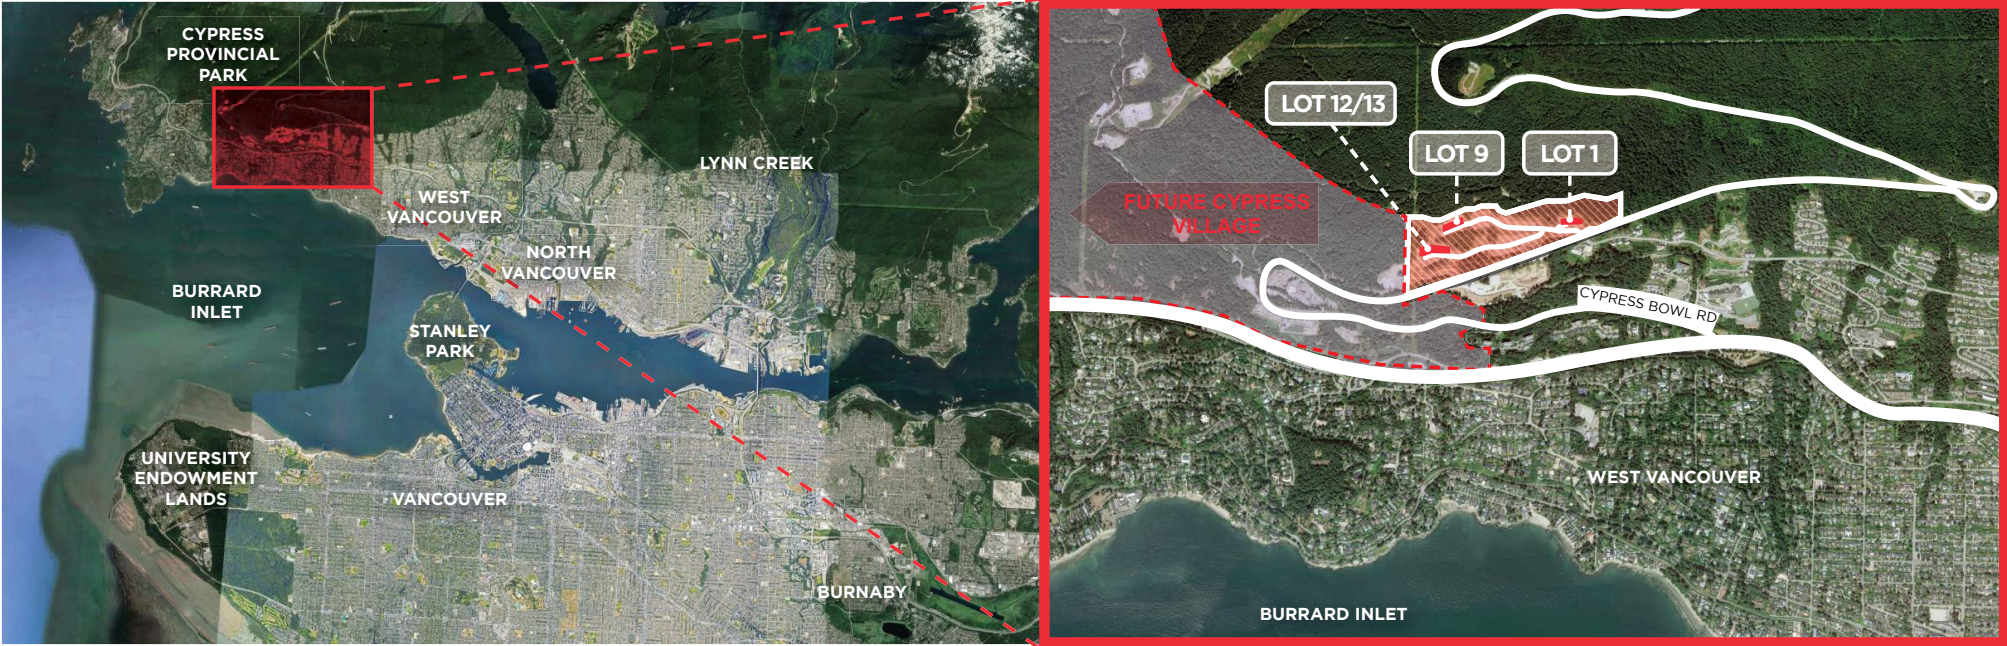 CYPRESS
PROVINCIAL
PARK
LYNN CREEK
WEST
VANCOUVER
NORTH
VANCOUVER
BURRARD
INLET
STANLEY
PARK
UNIVERSITY
ENDOWMENT
LANDS
VANCOUVER
BURNABY
LOT 12/13
LOT 9
LOT 1
FUTURE CYPRESS
VILLAGE
CYPRESS BOWL RD
WEST VANCOUVER
BURRARD INLET